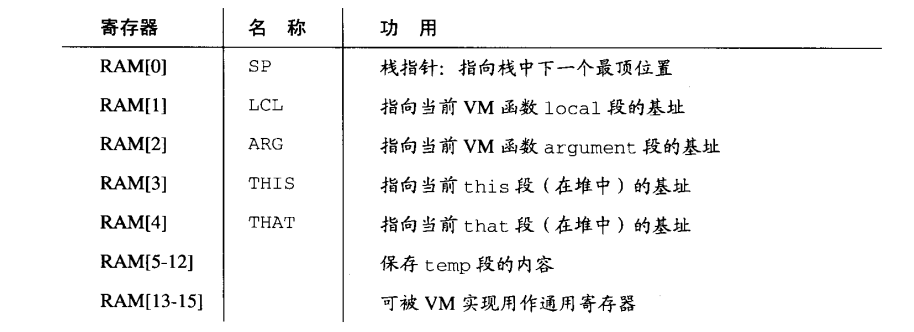 寄存器 名 称 功 用
RAM[0] SP 栈指针：指向栈中下一个最顶位置
RAM[1] LCL 指向当前 VM 函数 local 段的基址
RAM[2] ARG 指向当前 VM 函数 argument 段的基址
RAM[3] THIS 指向当前 this 段（在堆中）的基址
RAM[4] THAT 指向当前 that 段（在堆中）的基址
RAM[5-12] 保存 temp 段的内容
RAM[13-15] 可被 VM 实现用作通用寄存器